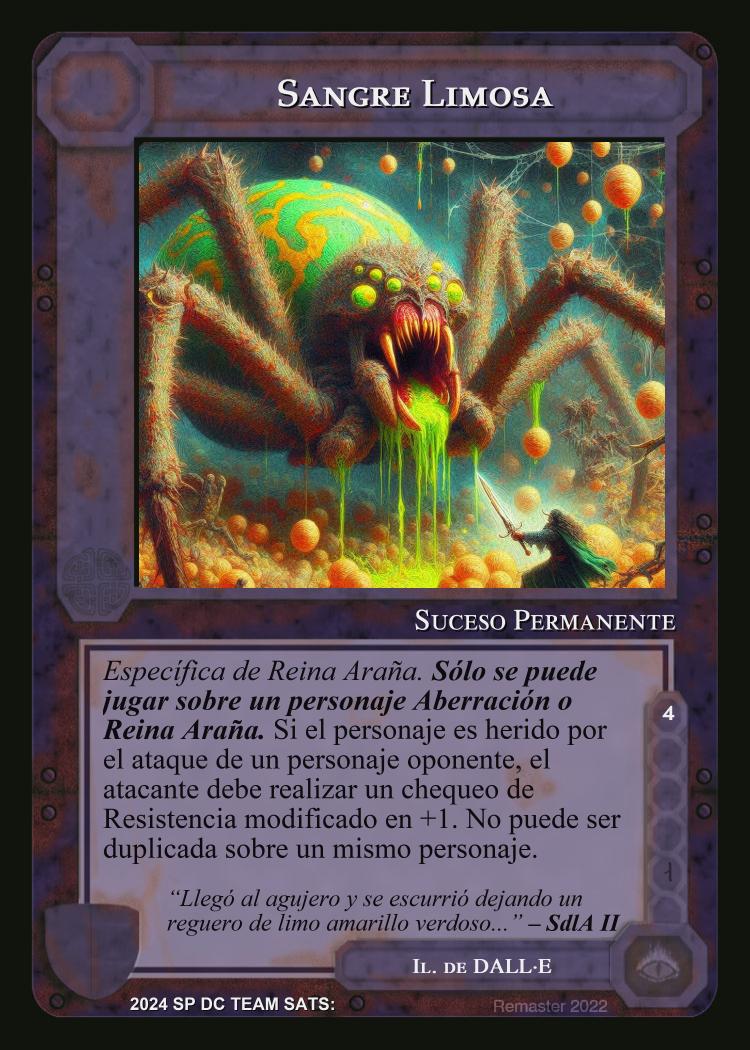 Sangre Limosa
Suceso Permanente
Específica de Reina Araña. Sólo se puede
jugar sobre un personaje Aberración o
Reina Araña. Si el personaje es herido por
el ataque de un personaje oponente, el
atacante debe realizar un chequeo de
Resistencia modificado en +1. No puede ser
duplicada sobre un mismo personaje.
4
“Llegó al agujero y se escurrió dejando un
reguero de limo amarillo verdoso...” – SdlA II
Il. de DALL·E
2024 SP DC TEAM SATS:
Remaster 2022